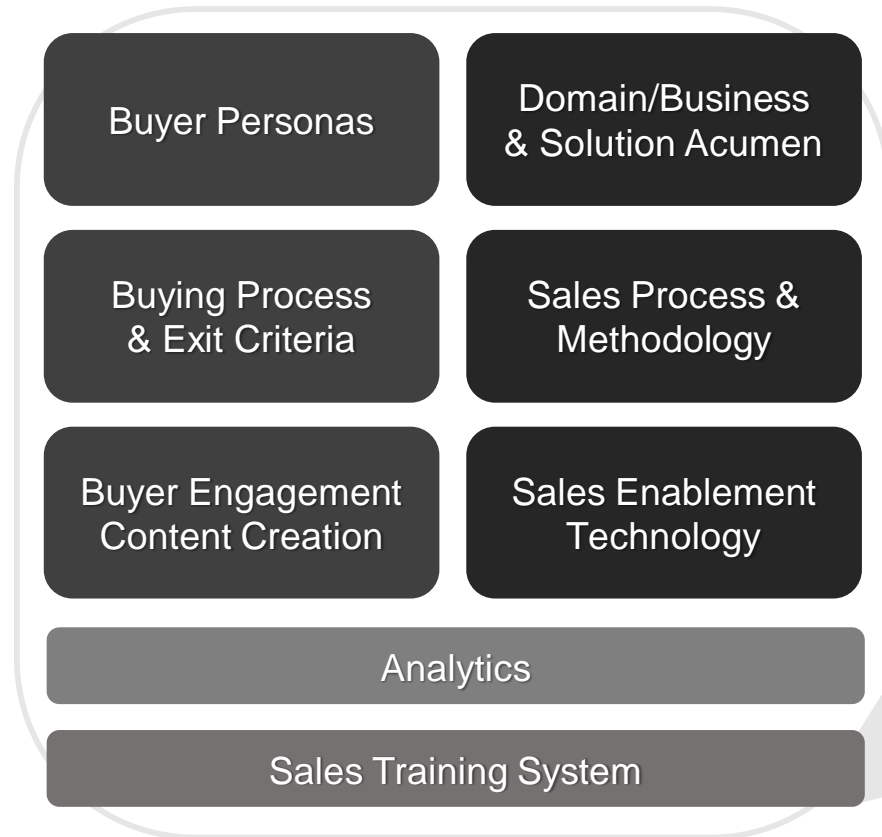 Buyer Personas
Domain/Business
& Solution Acumen
Buying Process
& Exit Criteria
Sales Process &
Methodology
Buyer Engagement
Content Creation
Sales Enablement
Technology
Analytics
Sales Training System